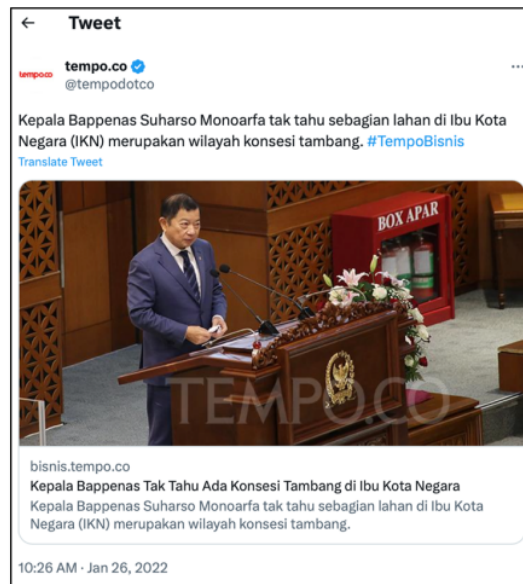 ← Tweet
tempo.co
tempo.co
@tempodotco
Kepala Bappenas Suharso Monoarfa tak tahu sebagian lahan di Ibu Kota
Negara (IKN) merupakan wilayah konsesi tambang. #TempoBisnis
Translate Tweet
BOX APAR
TEMPO.CO
bisnis.tempo.co
Kepala Bappenas Tak Tahu Ada Konsesi Tambang di Ibu Kota Negara
Kepala Bappenas Suharso Monoarfa tak tahu sebagian lahan di Ibu Kota
Negara (IKN) merupakan wilayah konsesi tambang.
10:26 AM · Jan 26, 2022